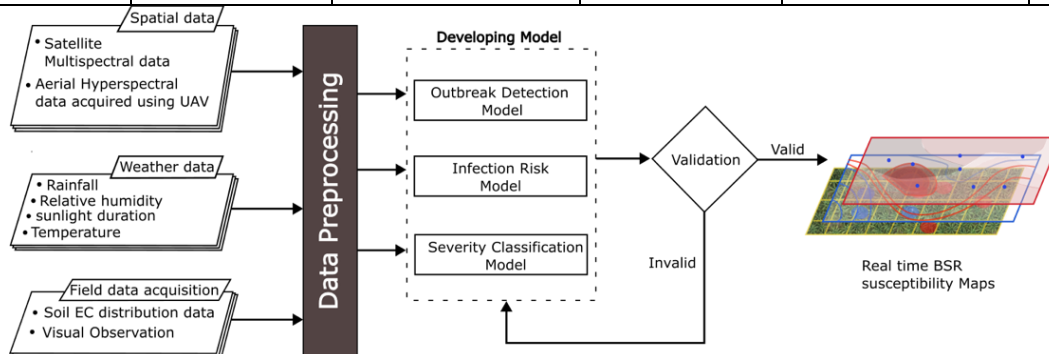 Spatial data
• Satellite
Multispectral data
• Aerial Hyperspectral
data acquired using UAV
Weather data
• Rainfall
• Relative humidity
• sunlight duration
• Temperature
Field data acquisition
• Soil EC distribution data
• Visual Observation
Data Preprocessing
Developing Model
Outbreak Detection
Model
Infection Risk
Model
Severity Classification
Model
Validation
Valid
Invalid
Real time BSR
susceptibility Maps